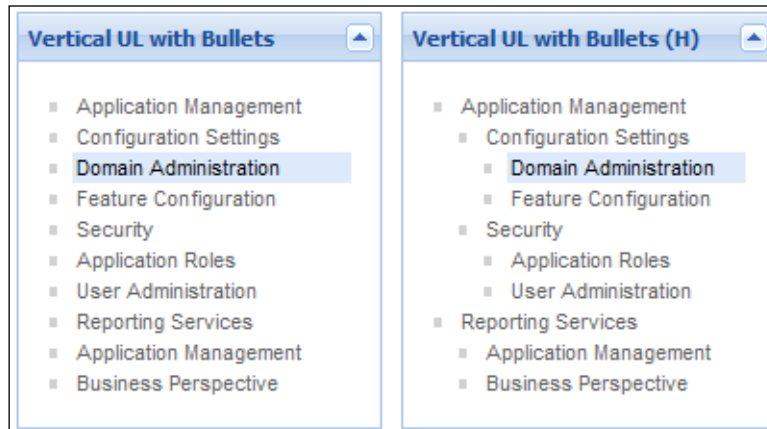 Vertical UL with Bullets
Application Management
Configuration Settings
Domain Administration
Feature Configuration
Security
Application Roles
User Administration
Reporting Services
Application Management
Business Perspective
Vertical UL with Bullets (H)
Application Management
Configuration Settings
Domain Administration
Feature Configuration
Security
Application Roles
User Administration
Reporting Services
Application Management
Business Perspective